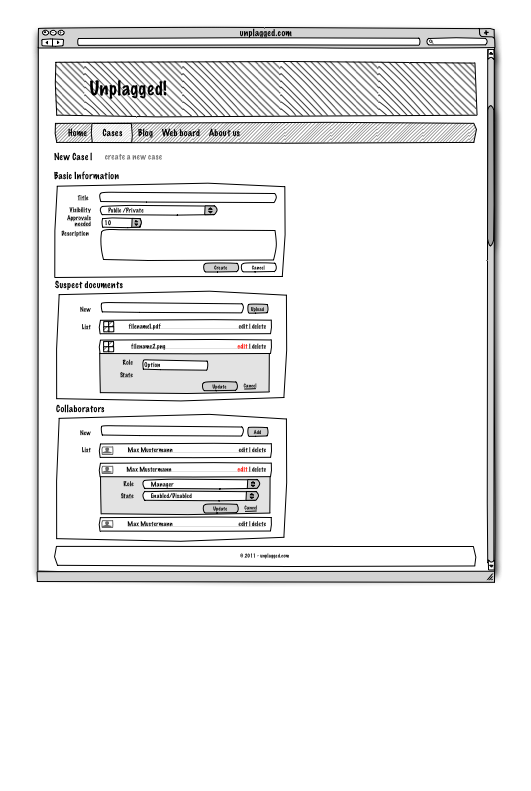 unplagged.com
Unplagged!
Home Cases Blog Web board About us
New Case | create a new case
Basic Information
Title
Visibility Public /Private
Approvals
needed 10
Description
Create Cancel
Suspect documents
New Upload
List filename1.pdf edit | delete
filename2.png edit | delete
Role Option
State
Update Cancel
Collaborators
New Add
List Max Mustermann edit | delete
Max Mustermann edit | delete
Role Manager
State Enabled/Disabled
Update Cancel
Max Mustermann edit | delete
© 2011 - unplagged.com